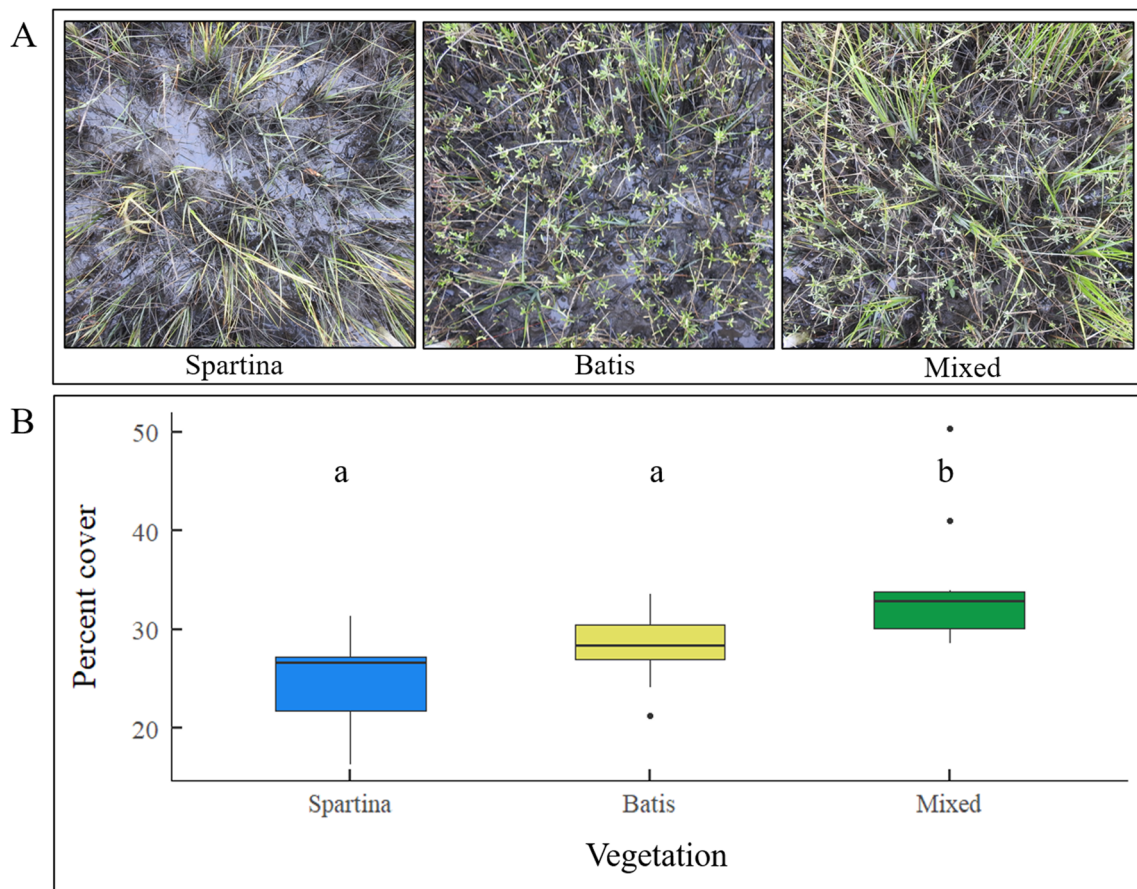 A
Spartina Batis Mixed
B
50
40
30
20
Percent cover
a a b
Spartina Batis Mixed
Vegetation